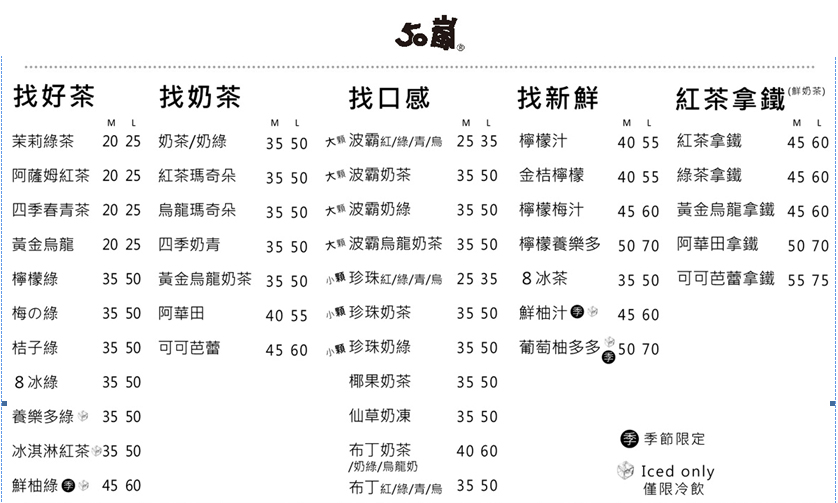 50嵐
找好茶
M L
茉莉綠茶 20 25
阿薩姆紅茶 20 25
四季春青茶 20 25
黃金烏龍 20 25
檸檬綠 35 50
梅の綠 35 50
桔子綠 35 50
8冰綠 35 50
養樂多綠 35 50
冰淇淋紅茶 35 50
鮮柚綠 季 45 60
找奶茶
M L
奶茶/奶綠 35 50
紅茶瑪奇朵 35 50
烏龍瑪奇朵 35 50
四季奶青 35 50
黃金烏龍奶茶 35 50
阿華田 40 55
可可芭蕾 45 60
找口感
M L
大顆 波霸紅/綠/青/烏 25 35
大顆 波霸奶茶 35 50
大顆 波霸奶綠 35 50
大顆 波霸烏龍奶茶 35 50
小顆 珍珠紅/綠/青/烏 25 35
小顆 珍珠奶茶 35 50
小顆 珍珠奶綠 35 50
椰果奶茶 35 50
仙草奶凍 35 50
布丁奶茶 40 60
/奶綠/烏龍奶
布丁紅/綠/青/烏 35 50
找新鮮
M L
檸檬汁 40 55
金桔檸檬 40 55
檸檬梅汁 45 60
檸檬養樂多 50 70
8冰茶 35 50
鮮柚汁 季 45 60
葡萄柚多多 季 50 70
紅茶拿鐵(鮮奶茶)
M L
紅茶拿鐵 45 60
綠茶拿鐵 45 60
黃金烏龍拿鐵 45 60
阿華田拿鐵 50 70
可可芭蕾拿鐵 55 75
季 季節限定
Iced only
僅限冷飲